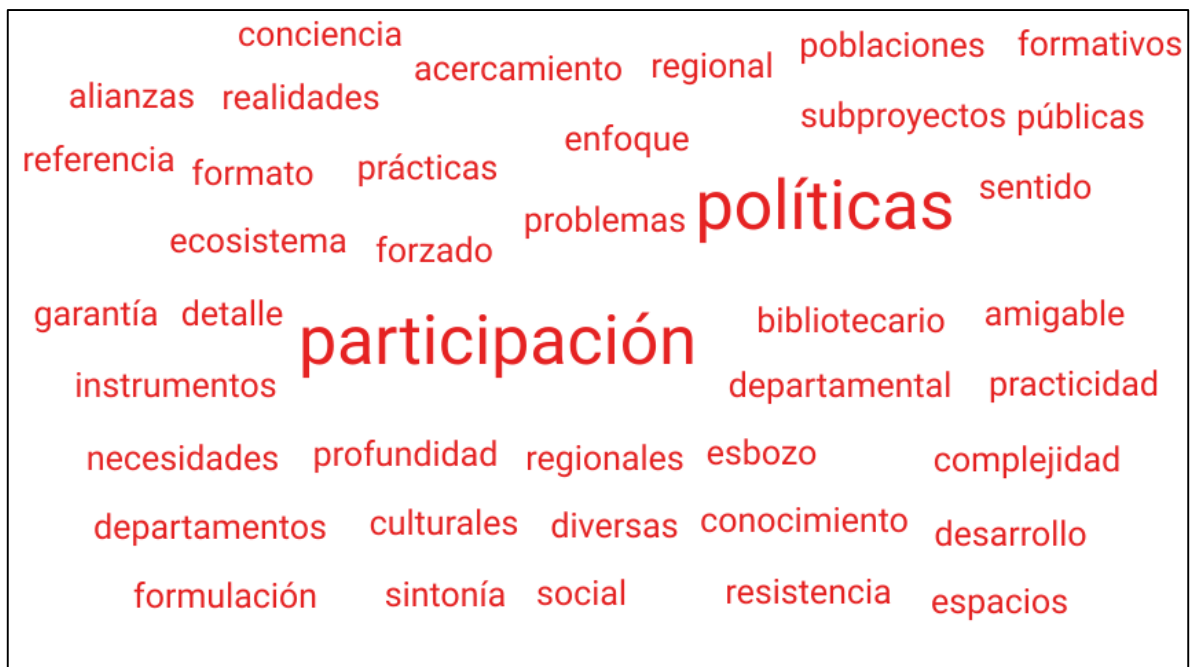 conciencia
acercamiento regional
poblaciones formativos
alianzas realidades
subproyectos públicas
enfoque
referencia formato prácticas
políticas sentido
problemas
ecosistema forzado
garantía detalle
participación
bibliotecario amigable
instrumentos
departamental practicidad
necesidades profundidad regionales esbozo complejidad
departamentos culturales diversas conocimiento desarrollo
formulación sintonía social resistencia espacios